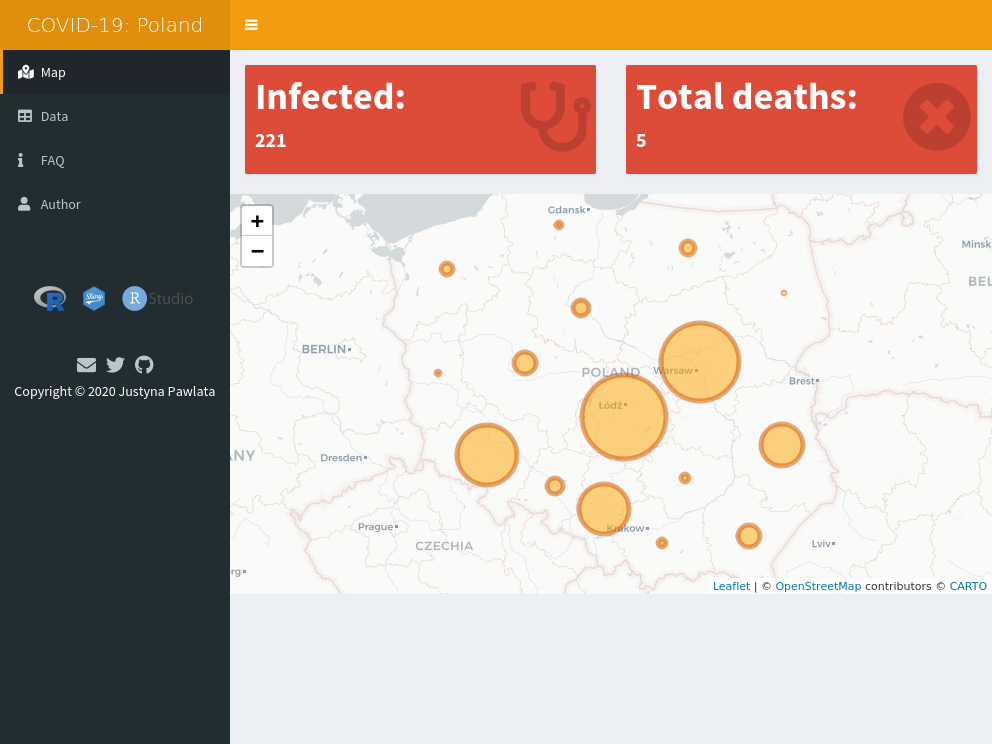 COVID-19: Poland
Map
Data
FAQ
Author
R
Shiny
R Studio
Copyright © 2020 Justyna Pawlata
Infected:
221
Total deaths:
5
+
−
Gdansk
Minsk
BEL
BERLIN
POLAND
Warsaw
Brest
Łódź
ANY
Dresden
Prague
Krakow
CZECHIA
Lviv
rg
Leaflet | © OpenStreetMap contributors © CARTO